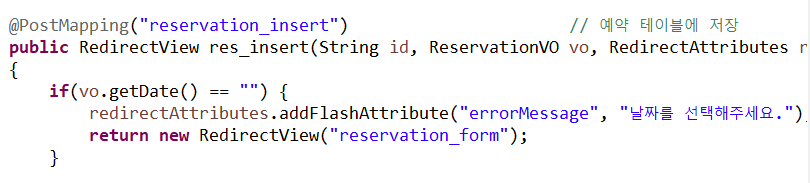 @PostMapping("reservation_insert") // 예약 테이블에 저장
public RedirectView res_insert(String id, ReservationVO vo, RedirectAttributes
{
if(vo.getDate() == "") {
redirectAttributes.addFlashAttribute("errorMessage", "날짜를 선택해주세요.")
return new RedirectView("reservation_form");
}